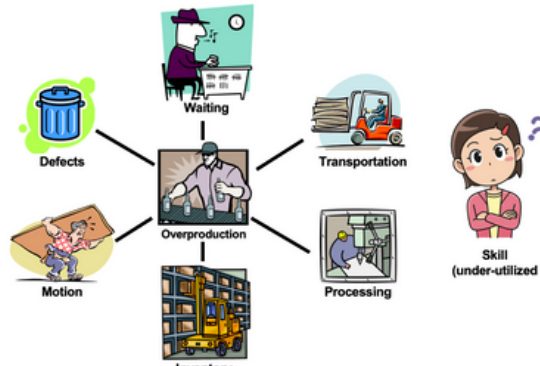 Waiting
Defects
Transportation
Overproduction
Motion
Processing
Skill
(under-utilized